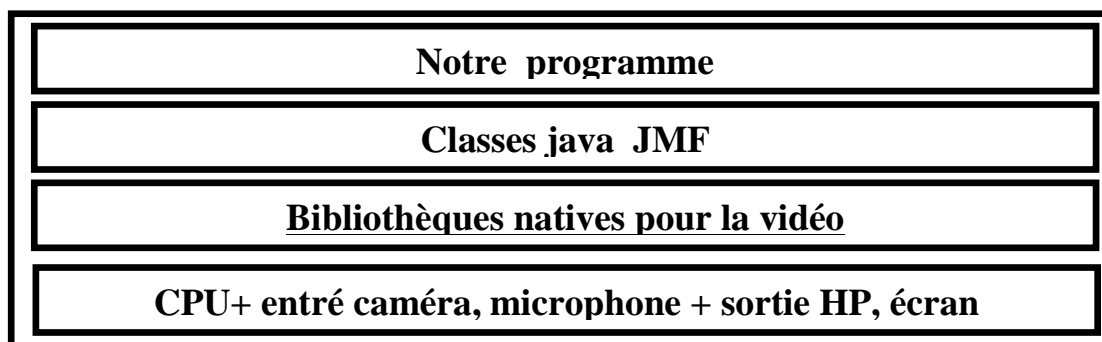 Notre programme
Classes java JMF
Bibliothèques natives pour la vidéo
CPU+ entré caméra, microphone + sortie HP, écran